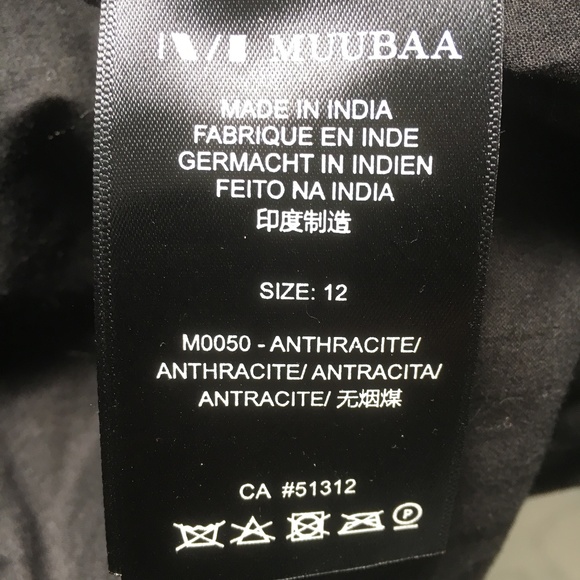 MUUBAA
MADE IN INDIA
FABRIQUE EN INDE
GERMACHT IN INDIEN
FEITO NA INDIA
印度制造
SIZE: 12
M0050 - ANTHRACITE/
ANTHRACITE/ ANTRACITA/
ANTRACITE/ 无烟煤
CA #51312
P